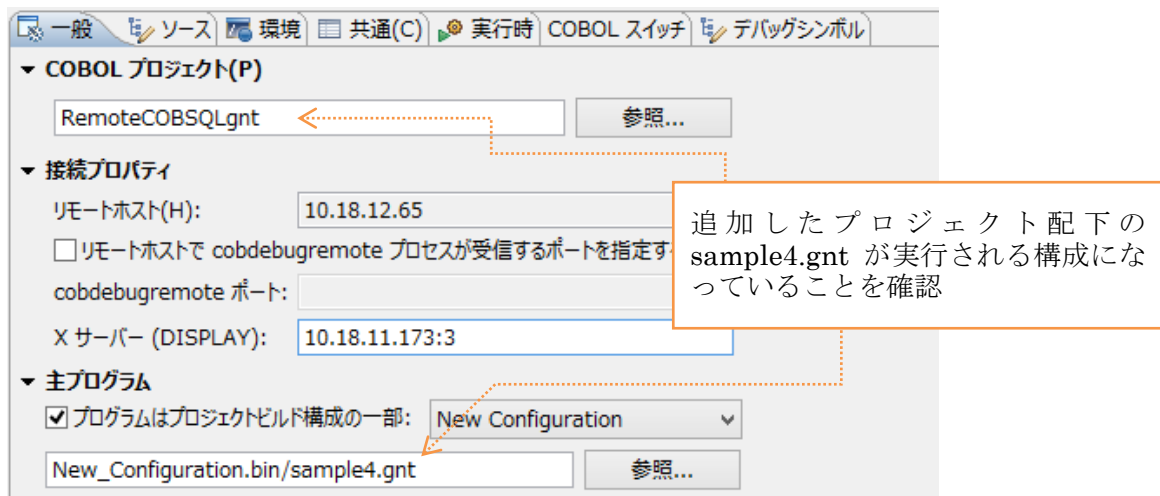 一般 ソース 環境 共通(C) 実行時 COBOL スイッチ デバッグシンボル
COBOL プロジェクト(P)
RemoteCOBSQLgnt
参照...
接続プロパティ
リモートホスト(H):
10.18.12.65
リモートホストで cobdebugremote プロセスが受信するポートを指定す
cobdebugremote ポート:
X サーバー (DISPLAY):
10.18.11.173:3
追加したプロジェクト配下の
sample4.gnt が実行される構成にな
っていることを確認
主プログラム
プログラムはプロジェクトビルド構成の一部:
New Configuration
New_Configuration.bin/sample4.gnt
参照...